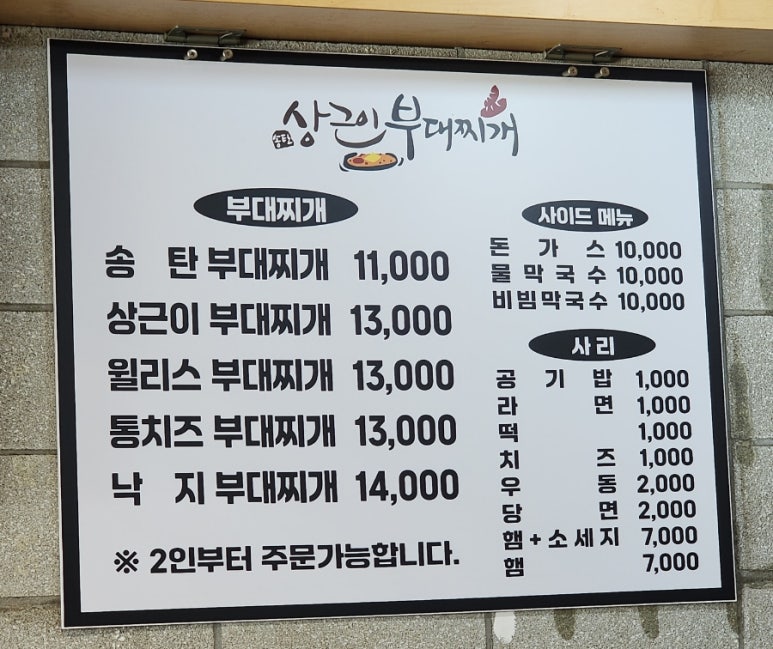 송탄 상근이 부대찌개
부대찌개
송 탄 부대찌개 11,000
상근이 부대찌개 13,000
윌리스 부대찌개 13,000
통치즈 부대찌개 13,000
낙 지 부대찌개 14,000
※ 2인부터 주문가능합니다.
사이드 메뉴
돈 가 스 10,000
물 막 국 수 10,000
비빔막국수 10,000
사 리
공 기 밥 1,000
라 면 1,000
떡 1,000
치 즈 1,000
우 동 2,000
당 면 2,000
햄 + 소 세 지 7,000
햄 7,000